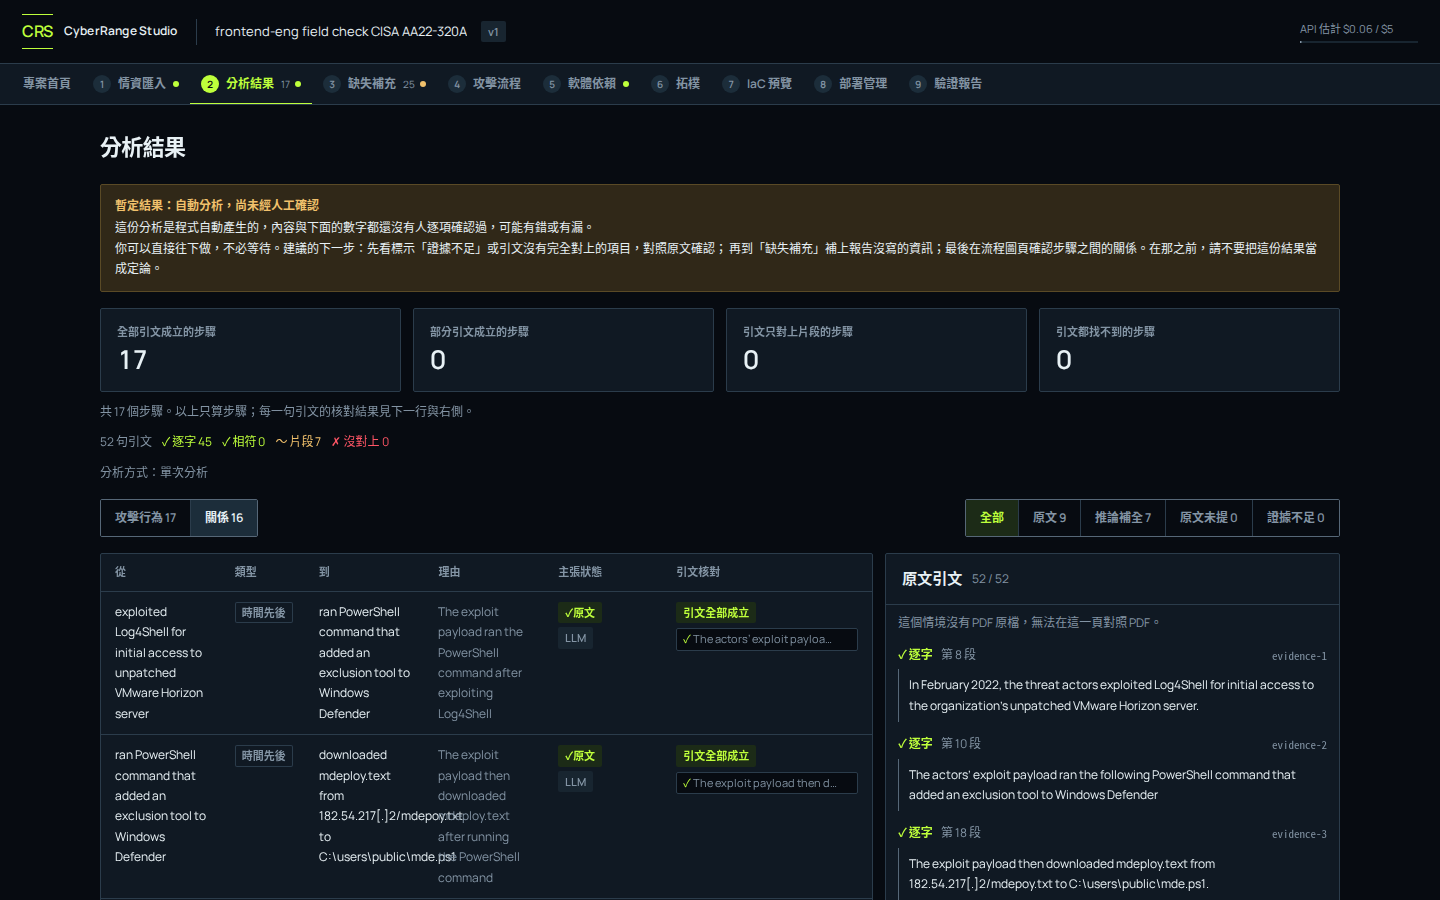 CRS CyberRange Studio frontend-eng field check CISA AA22-320A v1 API 估計 $0.06 / $5
專案首頁 1 情資匯入 2 分析結果 17 3 缺失補充 25 4 攻擊流程 5 軟體依賴 6 拓樸 7 IaC 預覽 8 部署管理 9 驗證報告
分析結果
暫定結果：自動分析，尚未經人工確認
這份分析是程式自動產生的，內容與下面的數字都還沒有人逐項確認過，可能有錯或有漏。
你可以直接往下做，不必等待。建議的下一步：先看標示「證據不足」或引文沒有完全對上的項目，對照原文確認；再到「缺失補充」補上報告沒寫的資訊；最後在流程圖頁確認步驟之間的關係。在那之前，請不要把這份結果當
成定論。
全部引文成立的步驟
17
部分引文成立的步驟
0
引文只對上片段的步驟
0
引文都找不到的步驟
0
共 17 個步驟。以上只算步驟；每一句引文的核對結果見下一行與右側。
52 句引文 ✓逐字 45 ✓相符 0 ～片段 7 ✗ 沒對上 0
分析方式：單次分析
攻擊行為 17 關係 16
全部 原文 9 推論補全 7 原文未提 0 證據不足 0
從 類型 到 理由 主張狀態 引文核對
exploited
Log4Shell for
initial access to
unpatched
VMware Horizon
server
時間先後
ran PowerShell
command that
added an
exclusion tool to
Windows
Defender
The exploit
payload ran the
PowerShell
command after
exploiting
Log4Shell
✓原文
LLM
引文全部成立
✓ The actors' exploit payloa…
ran PowerShell
command that
added an
exclusion tool to
Windows
Defender
時間先後
downloaded
mdeploy.text
from
182.54.217[.]2/mdepoy.txt
to
C:\users\public\mde.ps1
The exploit
payload then
downloaded
mdeploy.text
after running
the PowerShell
command
✓原文
LLM
引文全部成立
✓ The exploit payload then d…
原文引文 52 / 52
這個情境沒有 PDF 原檔，無法在這一頁對照 PDF。
✓逐字 第 8 段 evidence-1
In February 2022, the threat actors exploited Log4Shell for initial access to
the organization's unpatched VMware Horizon server.
✓逐字 第 10 段 evidence-2
The actors' exploit payload ran the following PowerShell command that
added an exclusion tool to Windows Defender
✓逐字 第 18 段 evidence-3
The exploit payload then downloaded mdeploy.text from
182.54.217[.]2/mdepoy.txt to C:\users\public\mde.ps1.